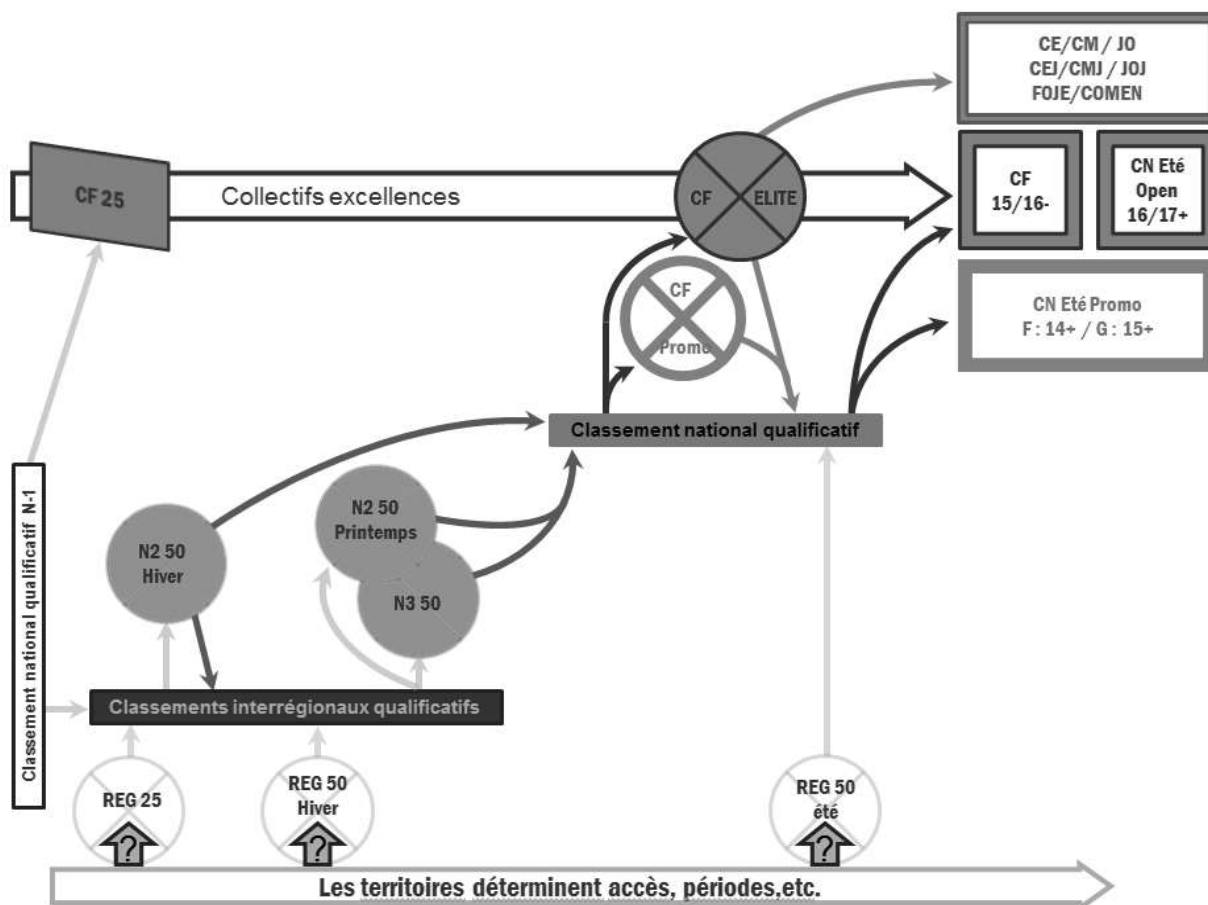 CE/CM / JO
CEJ/CMJ / JOJ
FOJE/COMEN
CF 25
Collectifs excellences
CF
ELITE
CF
15/16-
CN Eté
Open
16/17+
CF
Promo
CN Eté Promo
F : 14+ / G : 15+
Classement national qualificatif
Classement national qualificatif N-1
N2 50
Hiver
N2 50
Printemps
N3 50
Classements interrégionaux qualificatifs
REG 25
?
REG 50
Hiver
?
REG 50
été
?
Les territoires déterminent accès, périodes,etc.